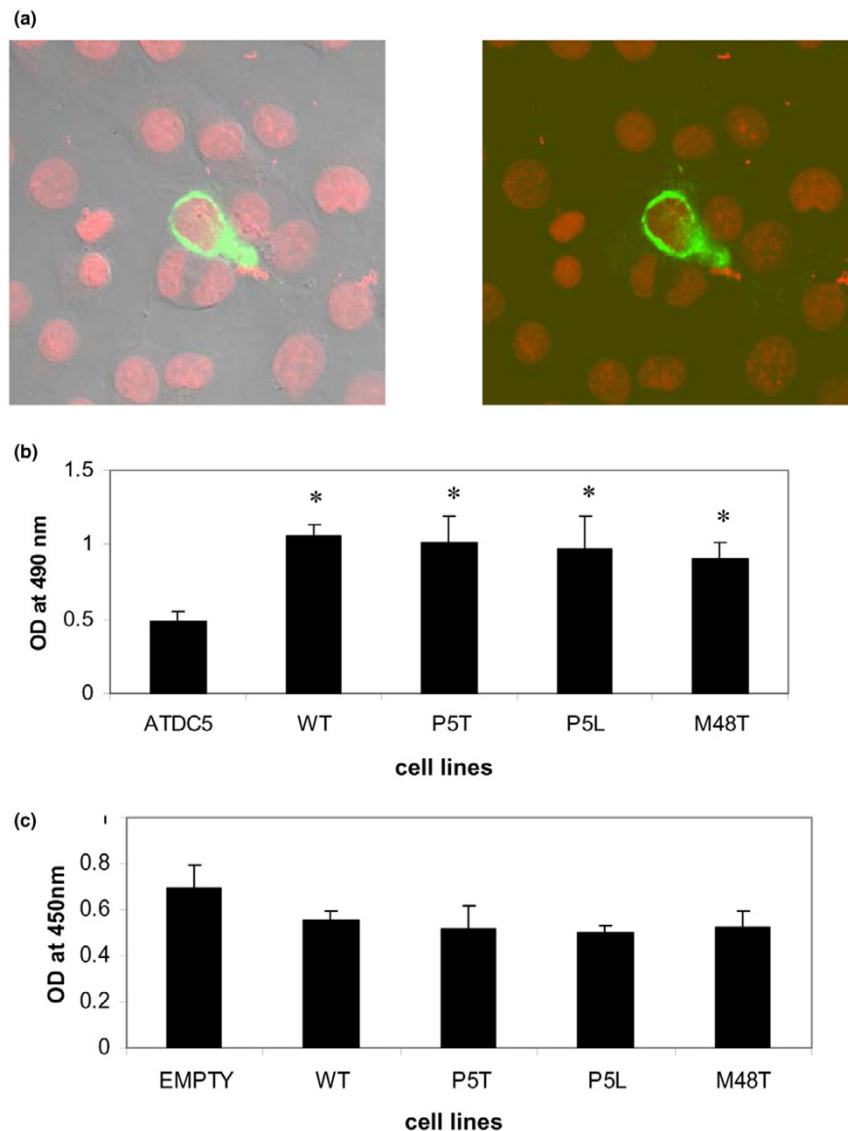 (a)
(b)
1.5
1
0.5
0
OD at 490 nm
*
*
*
*
ATDC5 WT P5T P5L M48T
cell lines
(c)
1
0.8
0.6
0.4
0.2
0
OD at 450nm
EMPTY WT P5T P5L M48T
cell lines